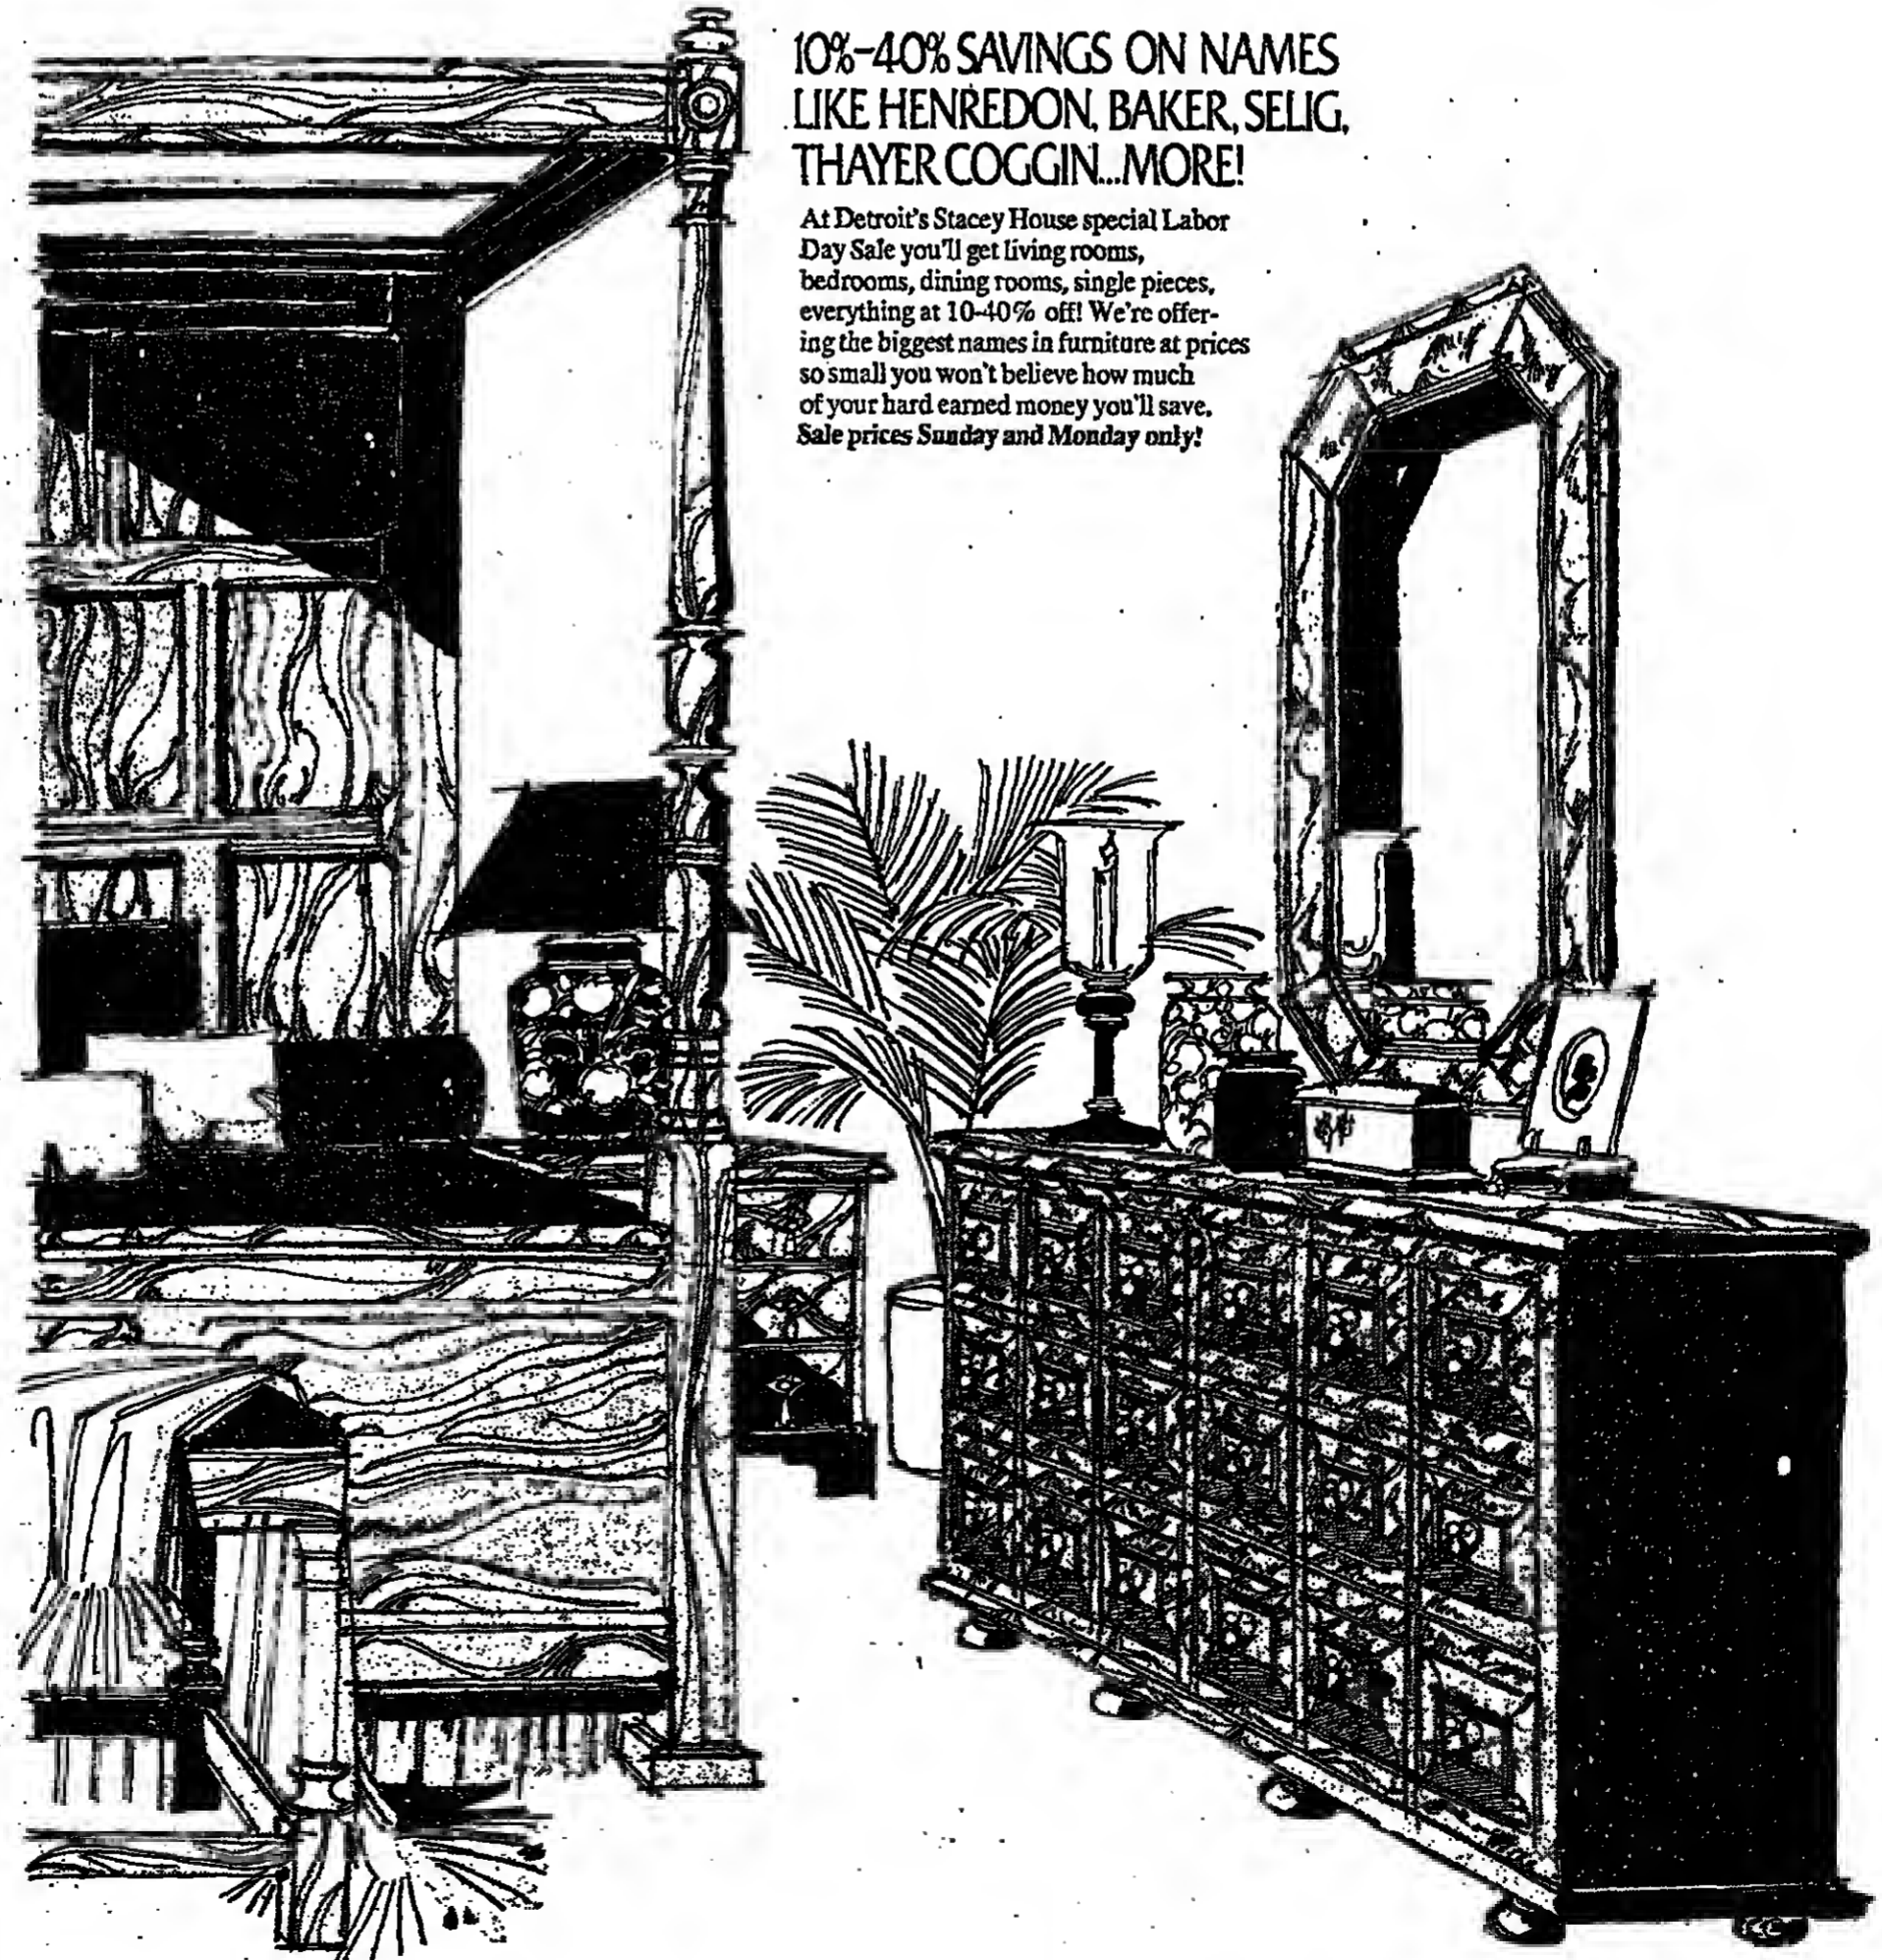 10%-40% SAVINGS ON NAMES
LIKE HENREDON, BAKER, SELIG,
THAYER COGGIN...MORE!
At Detroit's Stacey House special Labor
Day Sale you'll get living rooms,
bedrooms, dining rooms, single pieces,
everything at 10-40% off! We're offer-
ing the biggest names in furniture at prices
so small you won't believe how much
of your hard earned money you'll save.
Sale prices Sunday and Monday only!